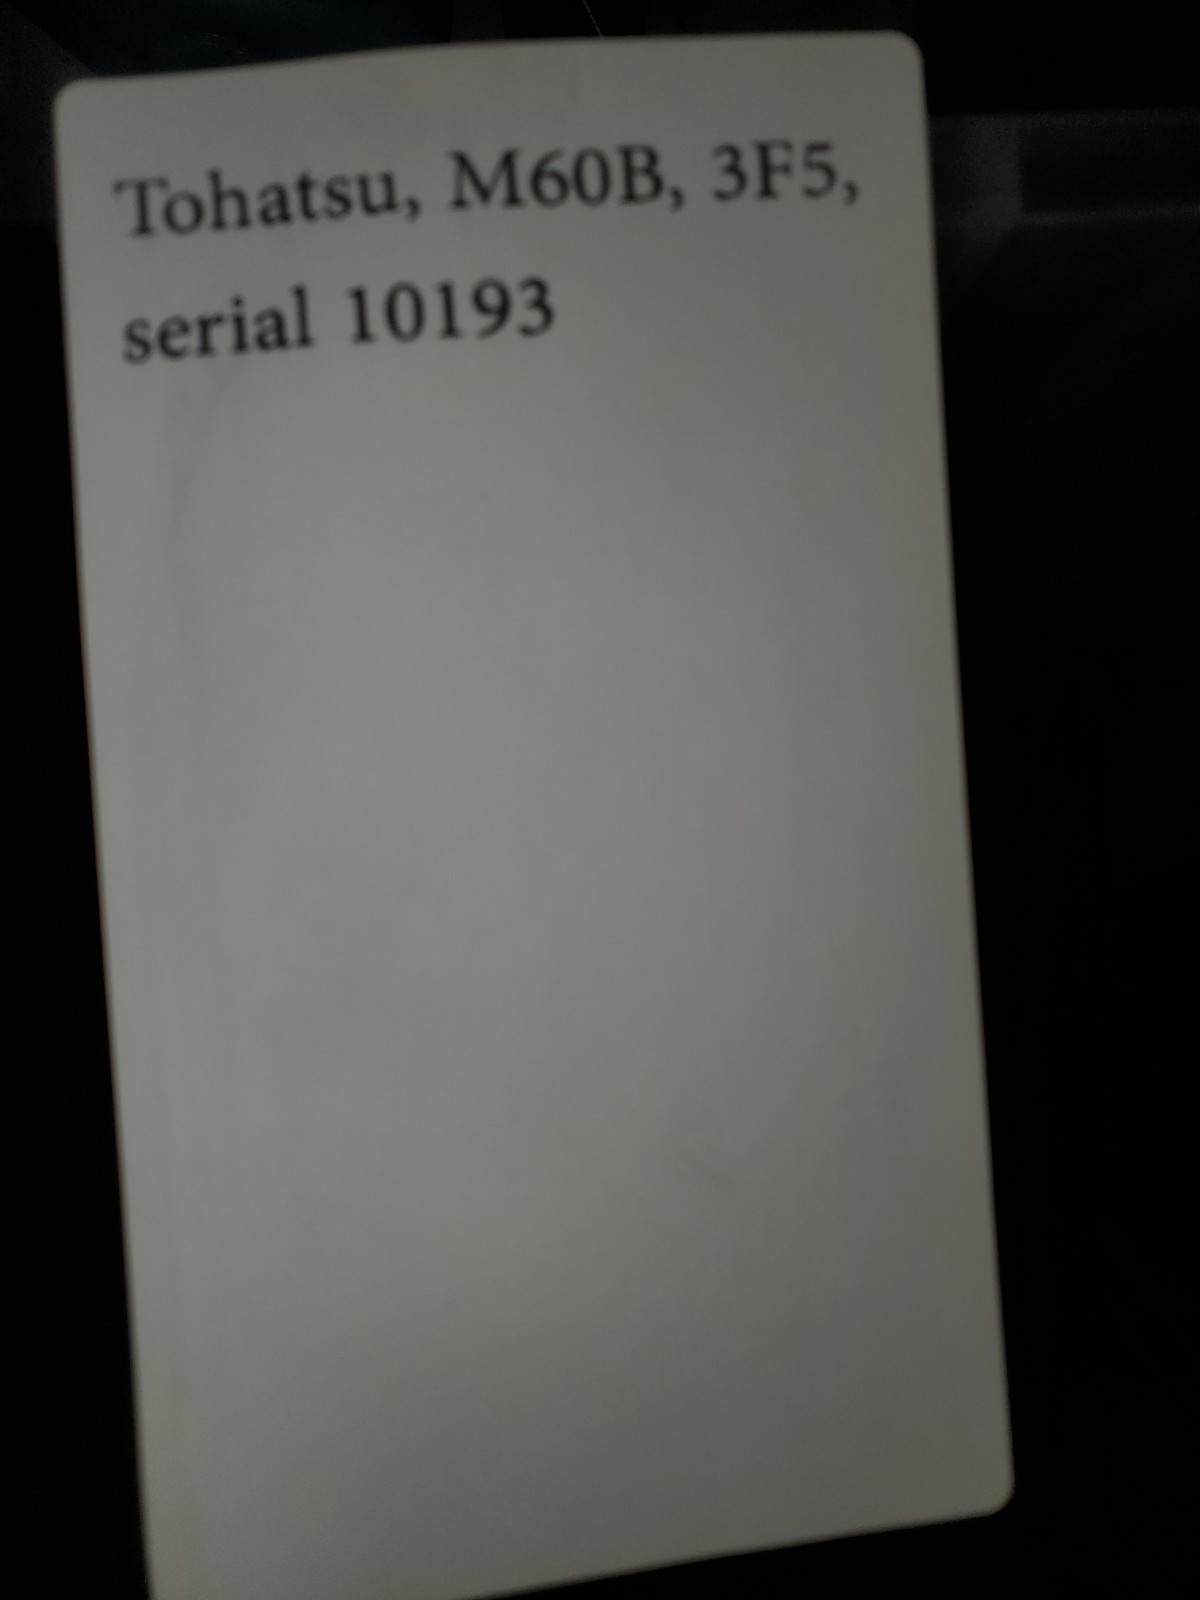 Tohatsu, M60B, 3F5,
serial 10193